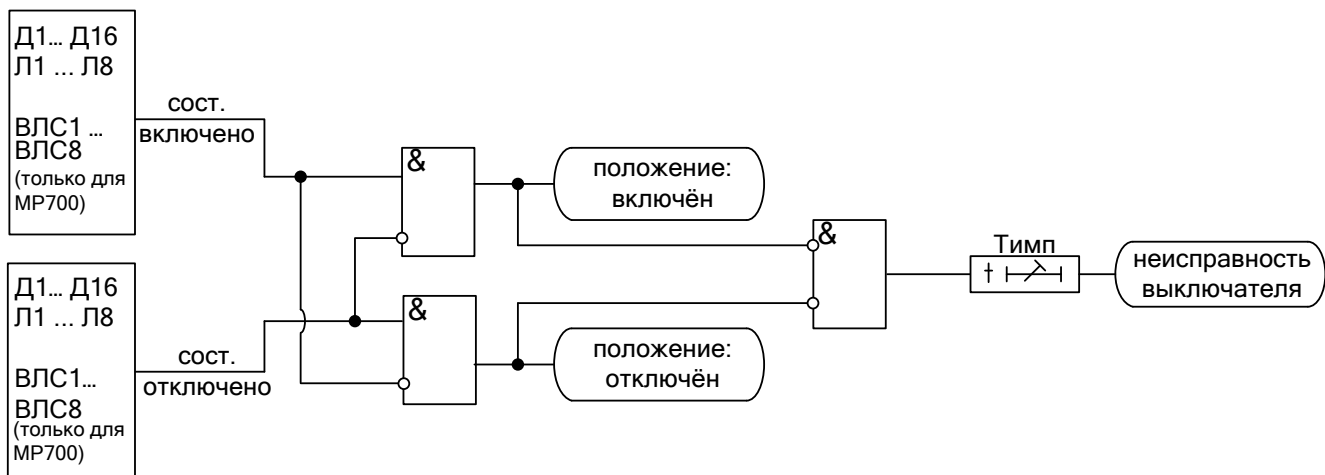 Д1... Д16
Л1 ... Л8
ВЛС1 ...
ВЛС8
(только для
МР700)
сост.
включено
&
положение:
включён
&
Тимп
t
неисправность
выключателя
Д1... Д16
Л1 ... Л8
ВЛС1...
ВЛС8
(только для
МР700)
сост.
отключено
&
положение:
отключён